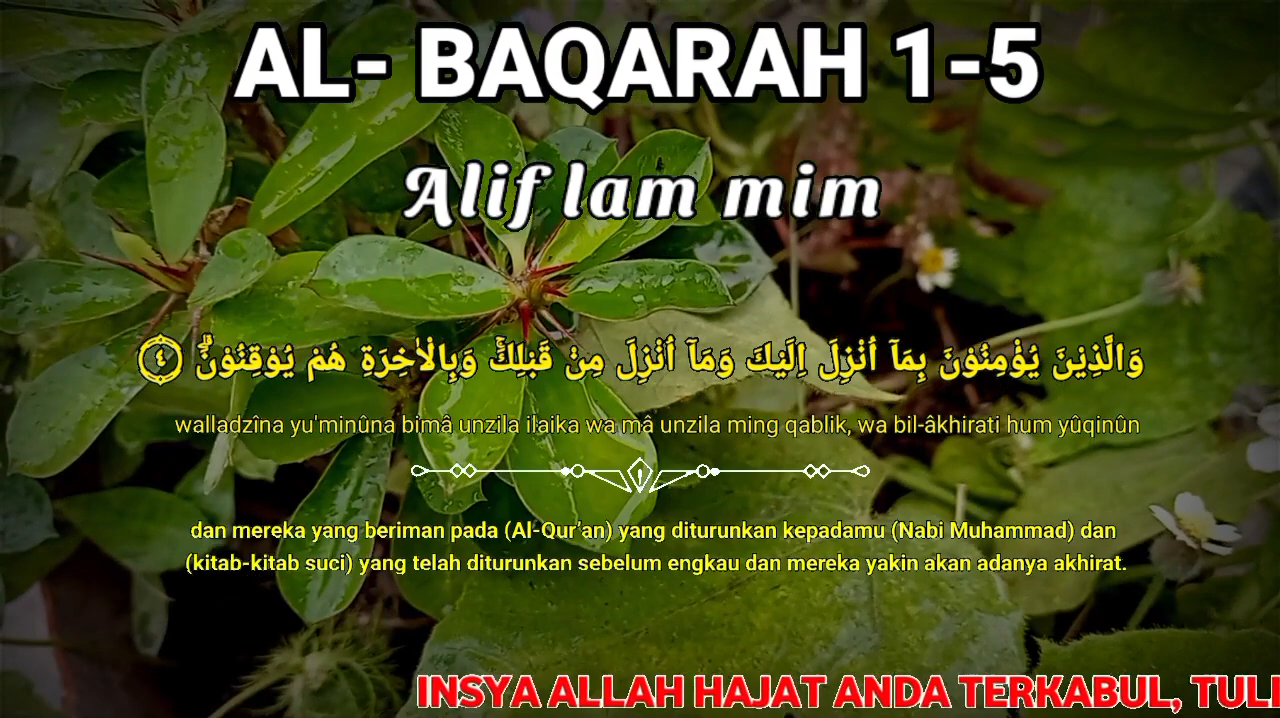 AL- BAQARAH 1-5
Alif lam mim
وَالَّذِيْنَ يُؤْمِنُوْنَ بِمَآ اُنْزِلَ اِلَيْكَ وَمَآ اُنْزِلَ مِنْ قَبْلِكَۚ وَبِالْاٰخِرَةِ هُمْ يُوْقِنُوْنَۗ ٤
walladzîna yu'minûna bimâ unzila ilaika wa mâ unzila ming qablik, wa bil-âkhirati hum yûqinûn
dan mereka yang beriman pada (Al-Qur'an) yang diturunkan kepadamu (Nabi Muhammad) dan
(kitab-kitab suci) yang telah diturunkan sebelum engkau dan mereka yakin akan adanya akhirat.
INSYA ALLAH HAJAT ANDA TERKABUL,